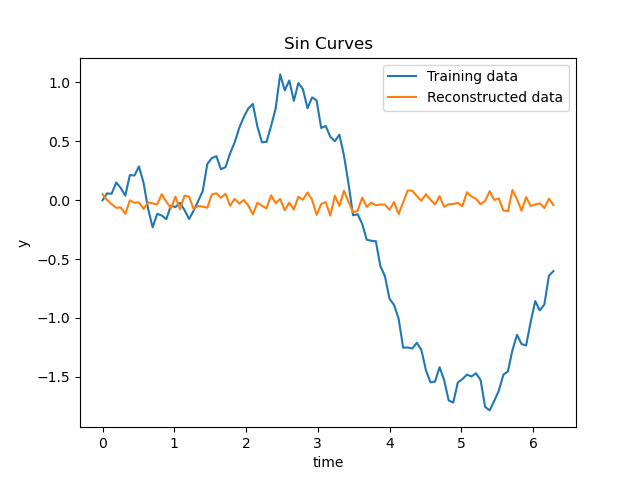 Sin Curves
Training data
Reconstructed data
1.0
0.5
0.0
−0.5
−1.0
−1.5
y
0 1 2 3 4 5 6
time